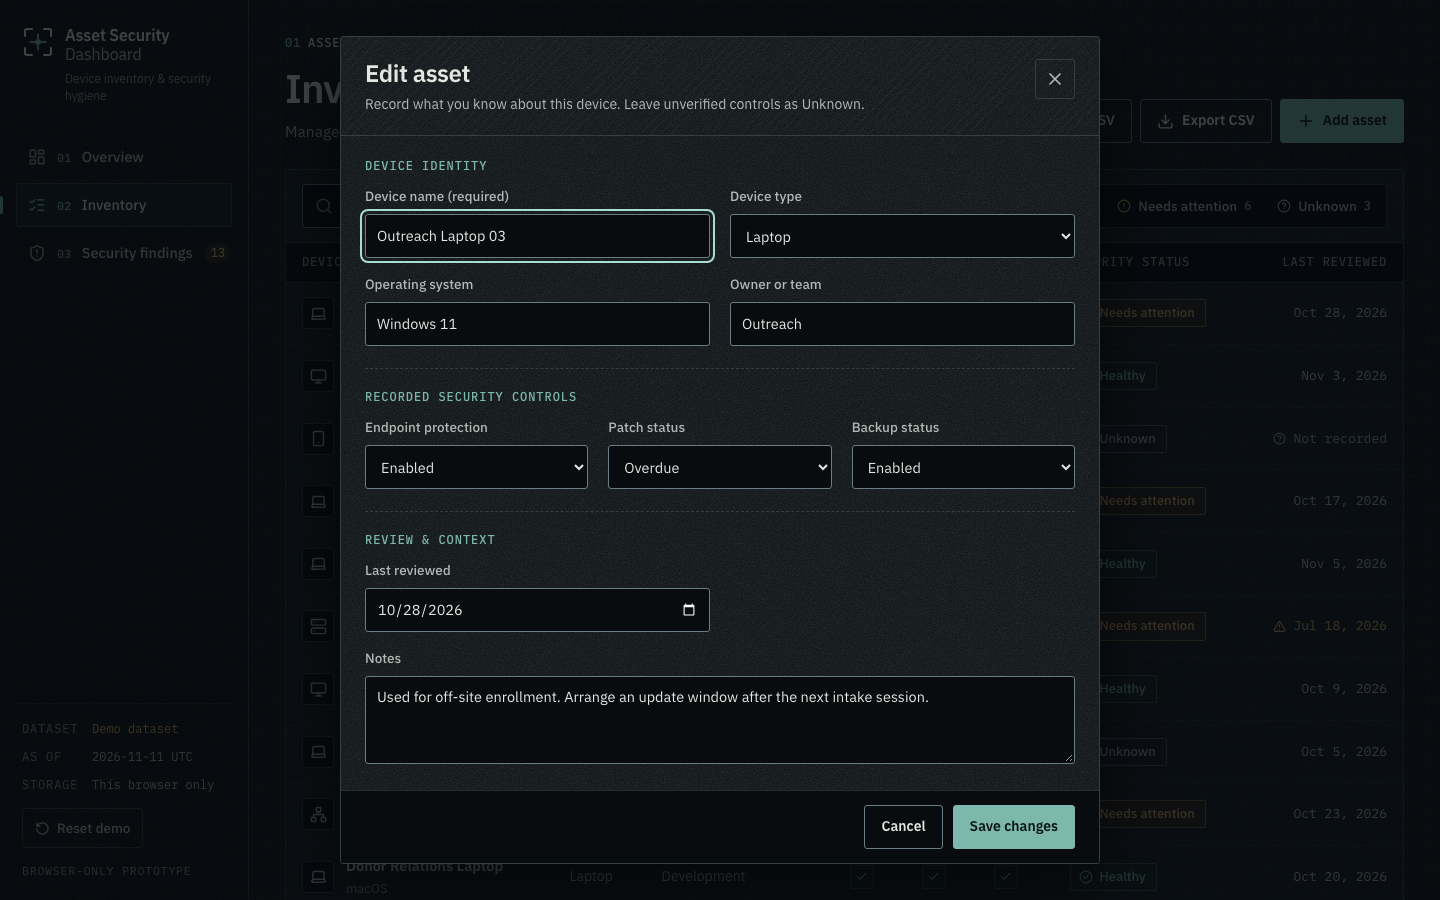 Asset Security
Dashboard
Device inventory & security
hygiene
01 Overview
02 Inventory
03 Security findings 13
DATASET Demo dataset
AS OF 2026-11-11 UTC
STORAGE This browser only
Reset demo
BROWSER-ONLY PROTOTYPE
01 ASSE
Inv
Manage
SV
Export CSV
Add asset
Needs attention 6
Unknown 3
DEVIC
RITY STATUS
LAST REVIEWED
Needs attention
Oct 28, 2026
Healthy
Nov 3, 2026
Unknown
Not recorded
Needs attention
Oct 17, 2026
Healthy
Nov 5, 2026
Needs attention
Jul 18, 2026
Healthy
Oct 9, 2026
Unknown
Oct 5, 2026
Needs attention
Oct 23, 2026
Donor Relations Laptop
macOS
Laptop
Development
Healthy
Oct 20, 2026
Edit asset
Record what you know about this device. Leave unverified controls as Unknown.
DEVICE IDENTITY
Device name (required)
Outreach Laptop 03
Device type
Laptop
Operating system
Windows 11
Owner or team
Outreach
RECORDED SECURITY CONTROLS
Endpoint protection
Enabled
Patch status
Overdue
Backup status
Enabled
REVIEW & CONTEXT
Last reviewed
10/28/2026
Notes
Used for off-site enrollment. Arrange an update window after the next intake session.
Cancel
Save changes